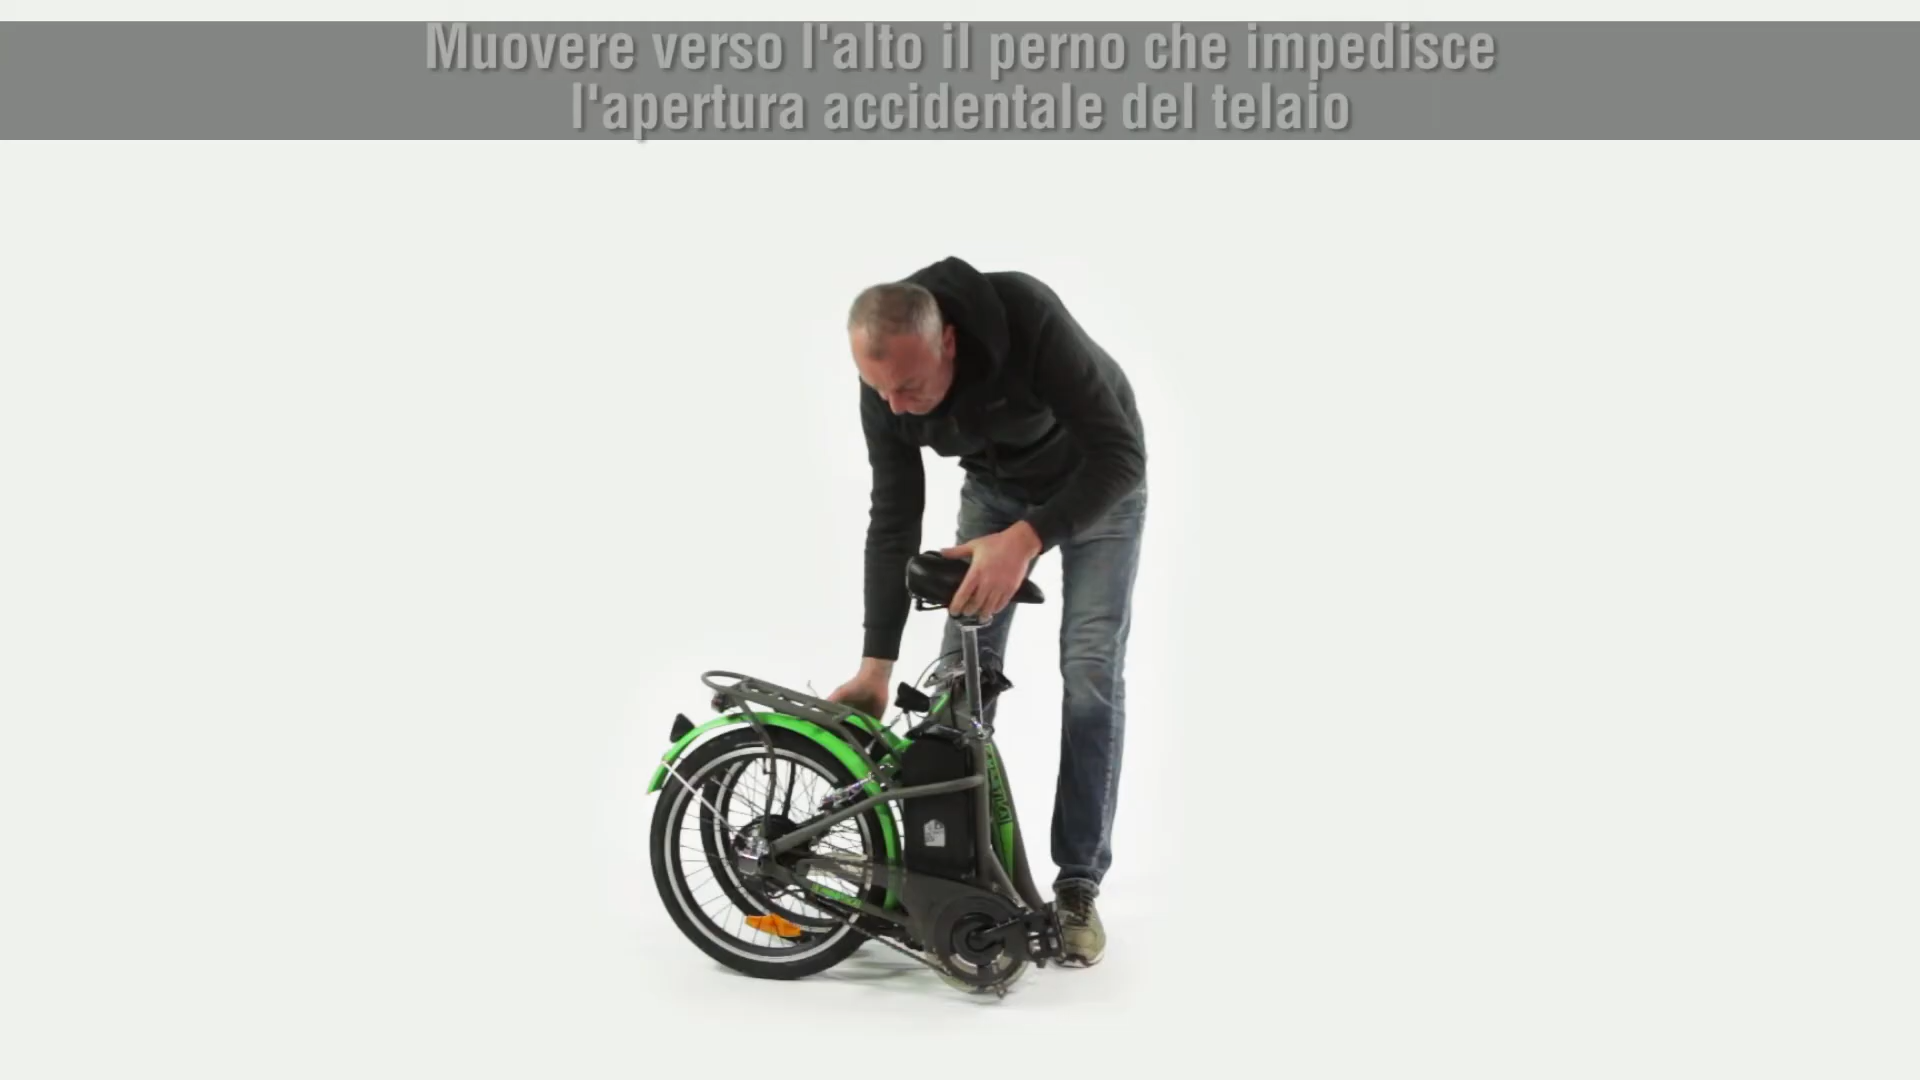 Muovere verso l'alto il perno che impedisce
l'apertura accidentale del telaio